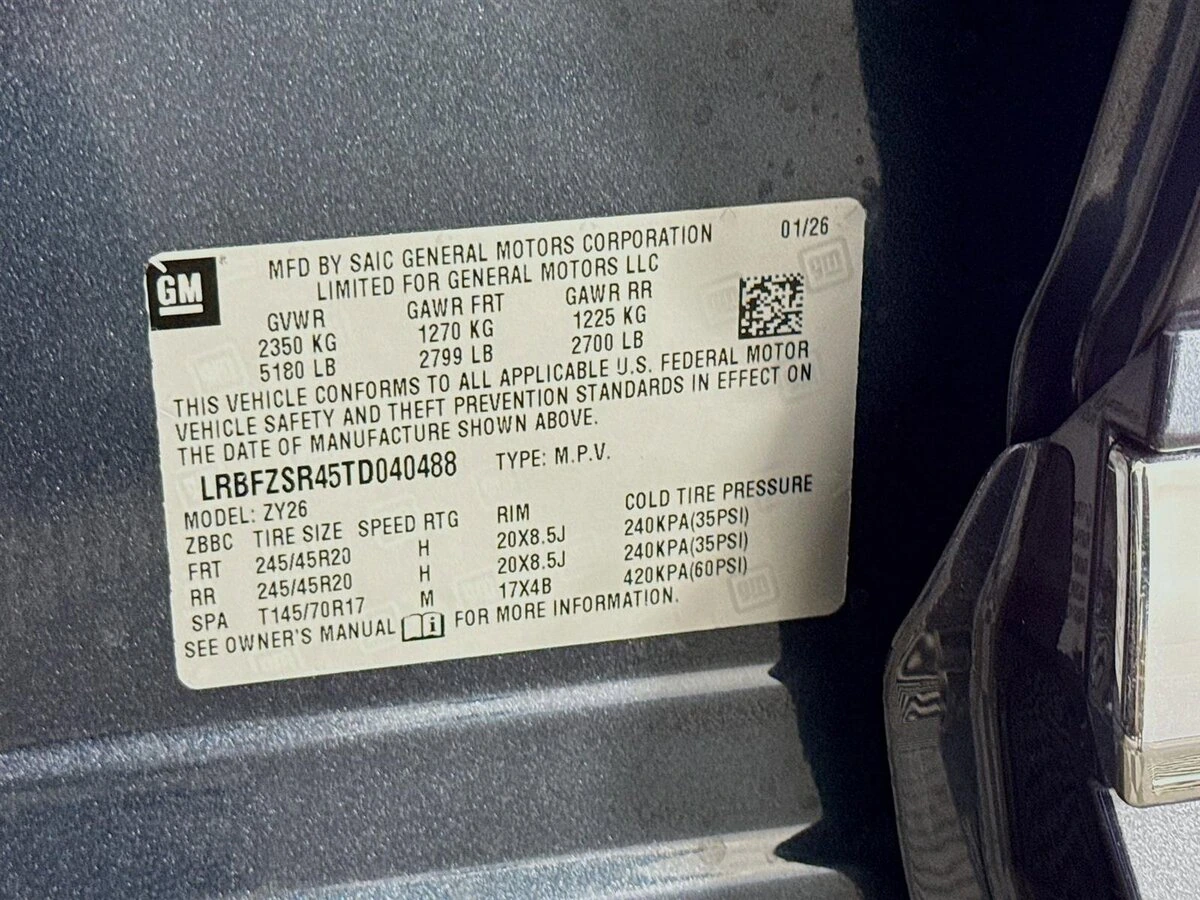 GM
MFD BY SAIC GENERAL MOTORS CORPORATION
LIMITED FOR GENERAL MOTORS LLC
01/26
GVWR GAWR FRT GAWR RR
2350 KG 1270 KG 1225 KG
5180 LB 2799 LB 2700 LB
THIS VEHICLE CONFORMS TO ALL APPLICABLE U.S. FEDERAL MOTOR
VEHICLE SAFETY AND THEFT PREVENTION STANDARDS IN EFFECT ON
THE DATE OF MANUFACTURE SHOWN ABOVE.
LRBFZSR45TD040488 TYPE: M.P.V.
MODEL: ZY26
ZBBC TIRE SIZE SPEED RTG RIM COLD TIRE PRESSURE
FRT 245/45R20 H 20X8.5J 240KPA(35PSI)
RR 245/45R20 H 20X8.5J 240KPA(35PSI)
SPA T145/70R17 M 17X4B 420KPA(60PSI)
SEE OWNER'S MANUAL i FOR MORE INFORMATION.